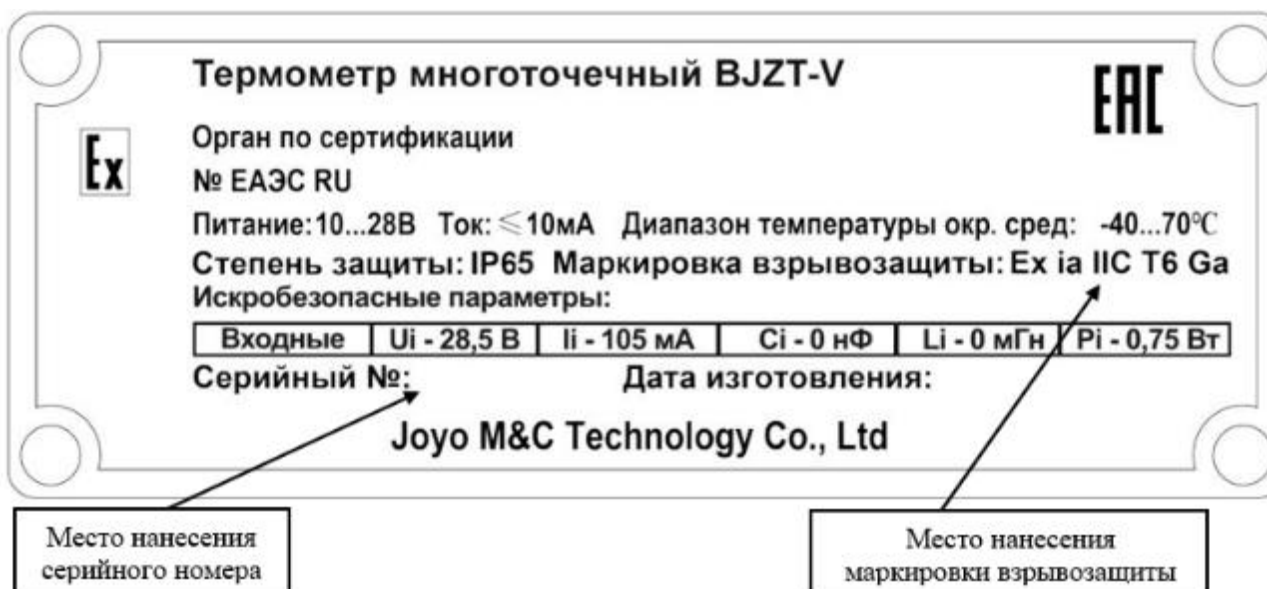 Термометр многоточечный BJZT-V
EAC
Ex
Орган по сертификации
№ ЕАЭС RU
Питание: 10...28В Ток: ≤10мА Диапазон температуры окр. сред: -40...70℃
Степень защиты: IP65 Маркировка взрывозащиты: Ex ia IIC T6 Ga
Искробезопасные параметры:
Входные Ui - 28,5 В Ii - 105 мА Ci - 0 нФ Li - 0 мГн Pi - 0,75 Вт
Серийный №: Дата изготовления:
Joyo M&C Technology Co., Ltd
Место нанесения
серийного номера
Место нанесения
маркировки взрывозащиты